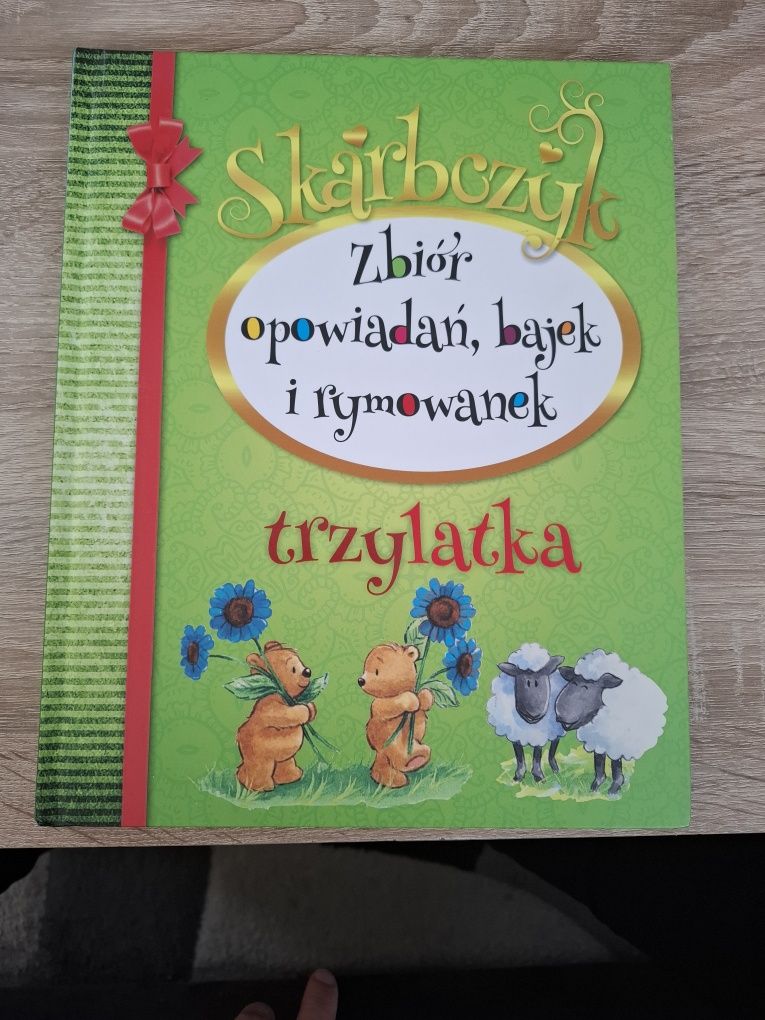 Skarbczyk
Zbiór
opowiadań, bajek
i rymowanek
trzylatka